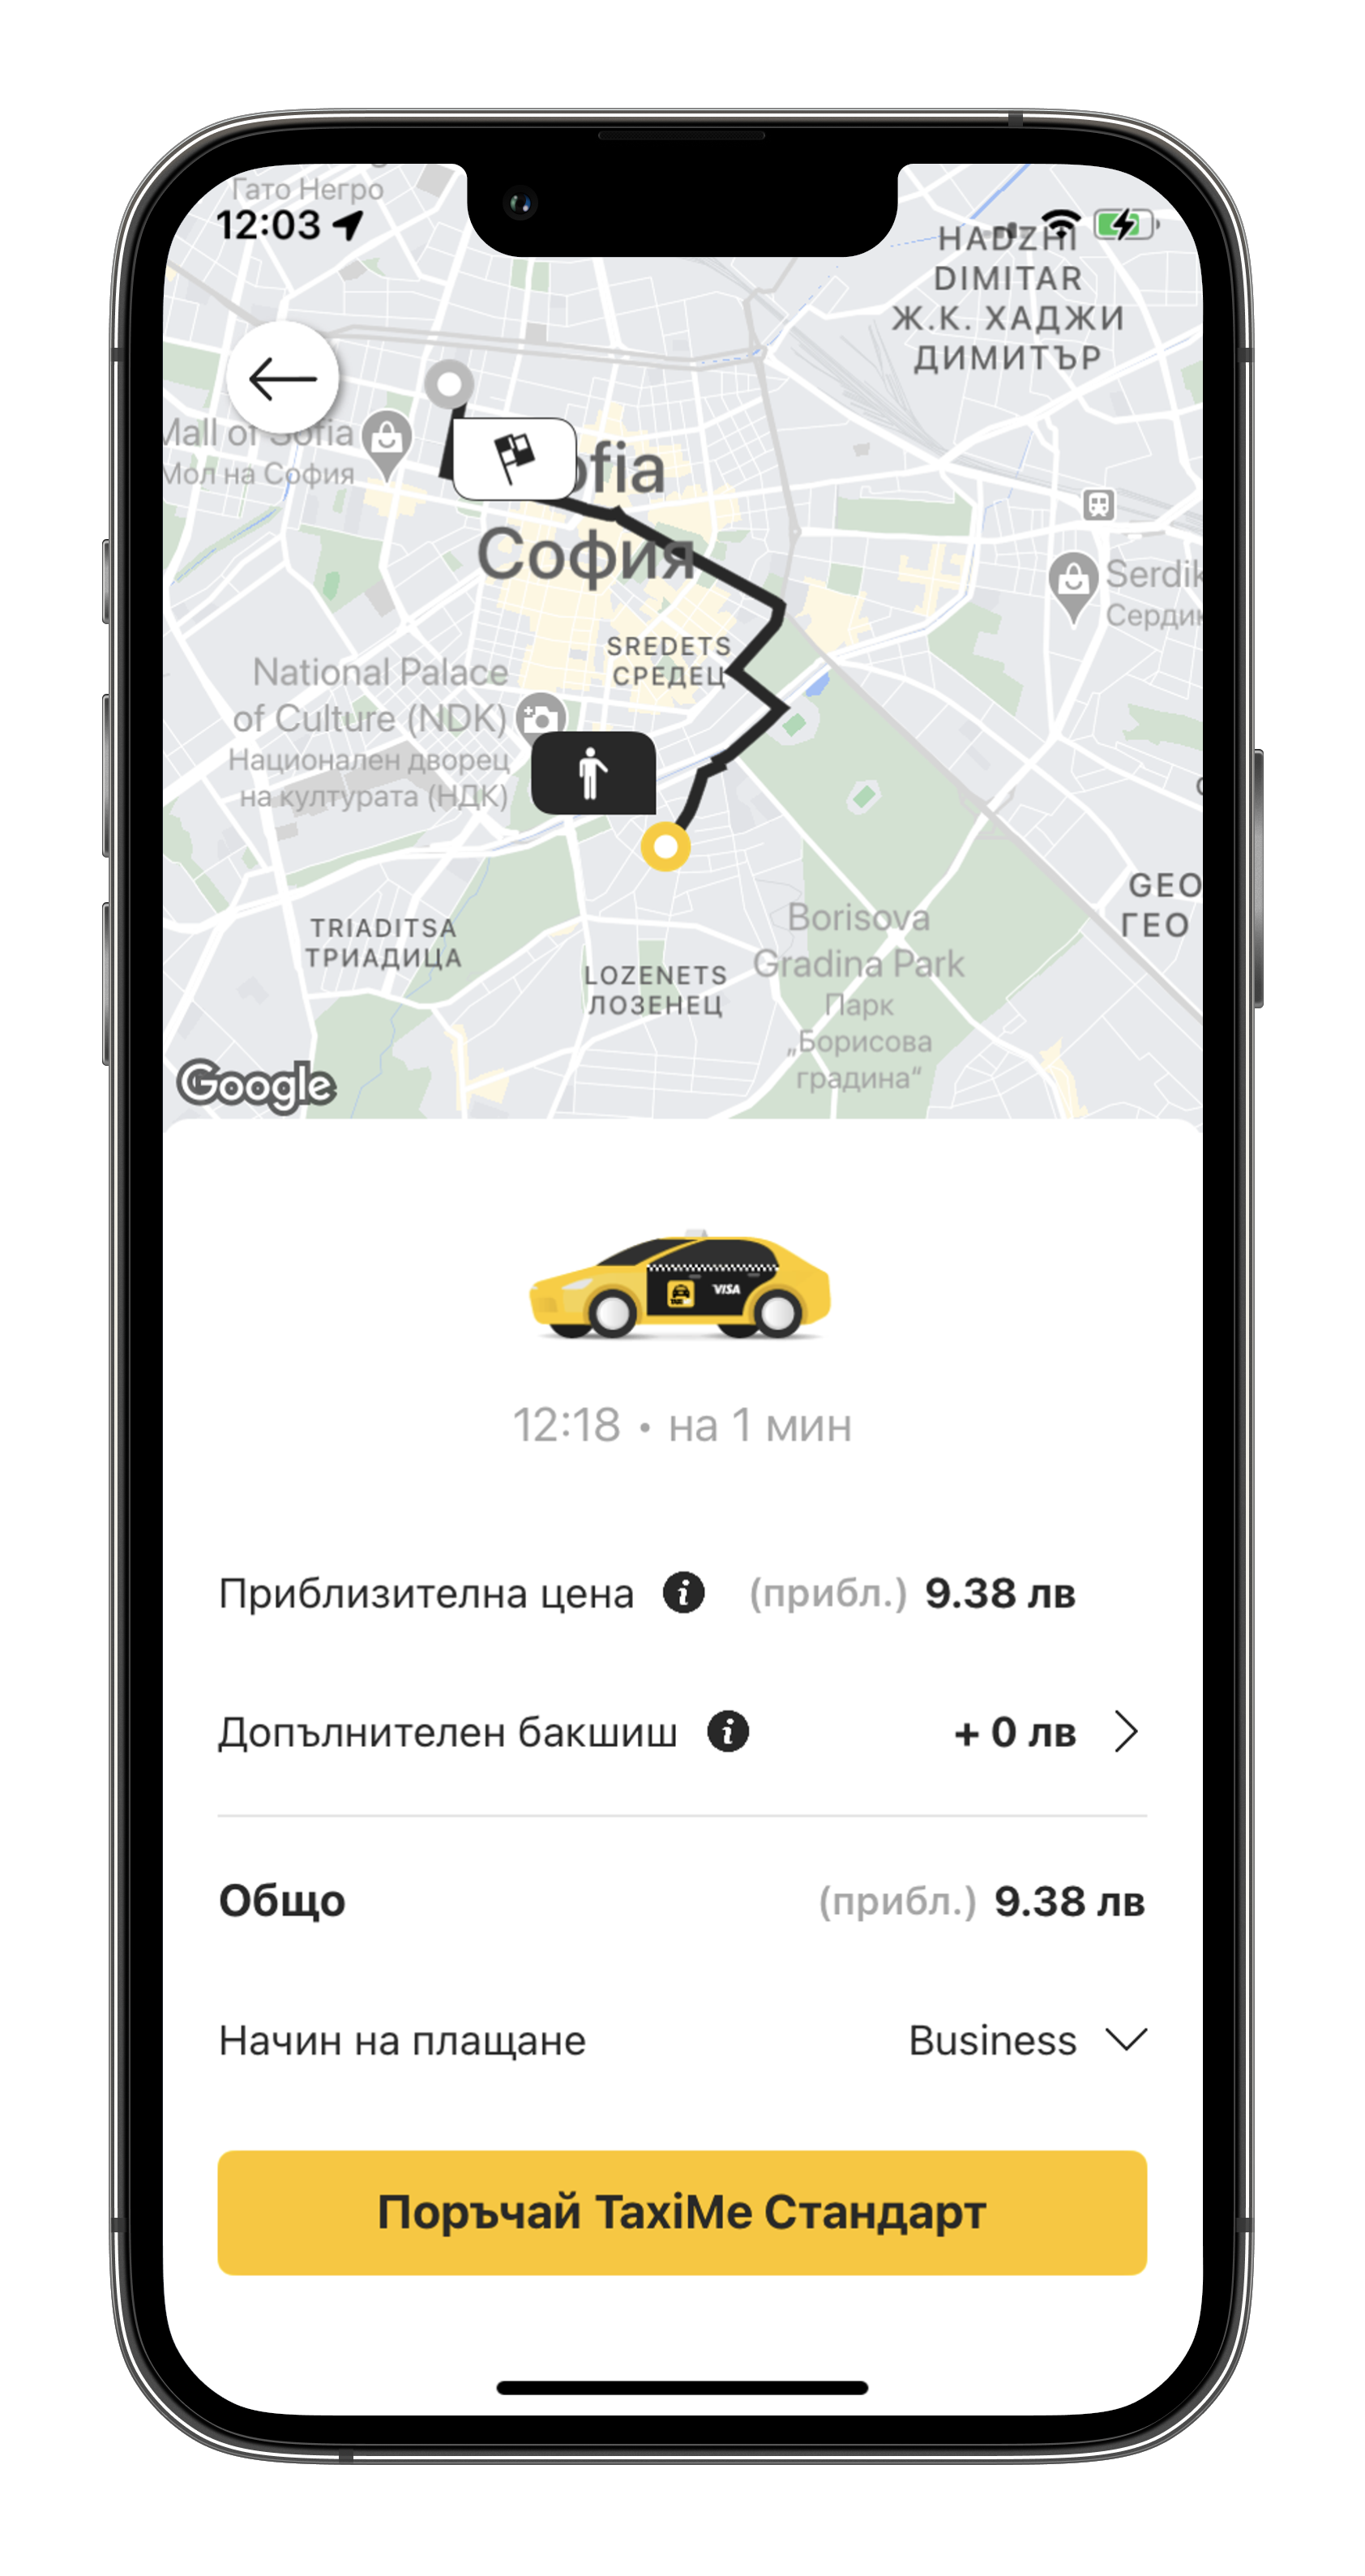 Гато Негро
12:03
HADZHI
DIMITAR
Ж.К. ХАДЖИ
ДИМИТЪР
Mall of Sofia
Мол на София
ofia
София
Serdik
Сердик
SREDETS
СРЕДЕЦ
National Palace
of Culture (NDK)
Национален дворец
на културата (НДК)
GEO
ГЕО
TRIADITSA
ТРИАДИЦА
LOZENETS
ЛОЗЕНЕЦ
Borisova
Gradina Park
Парк
„Борисова
градина“
Google
VISA
12:18 • на 1 мин
Приблизителна цена i (прибл.) 9.38 лв
Допълнителен бакшиш i + 0 лв
Общо (прибл.) 9.38 лв
Начин на плащане Business
Поръчай TaxiMe Стандарт